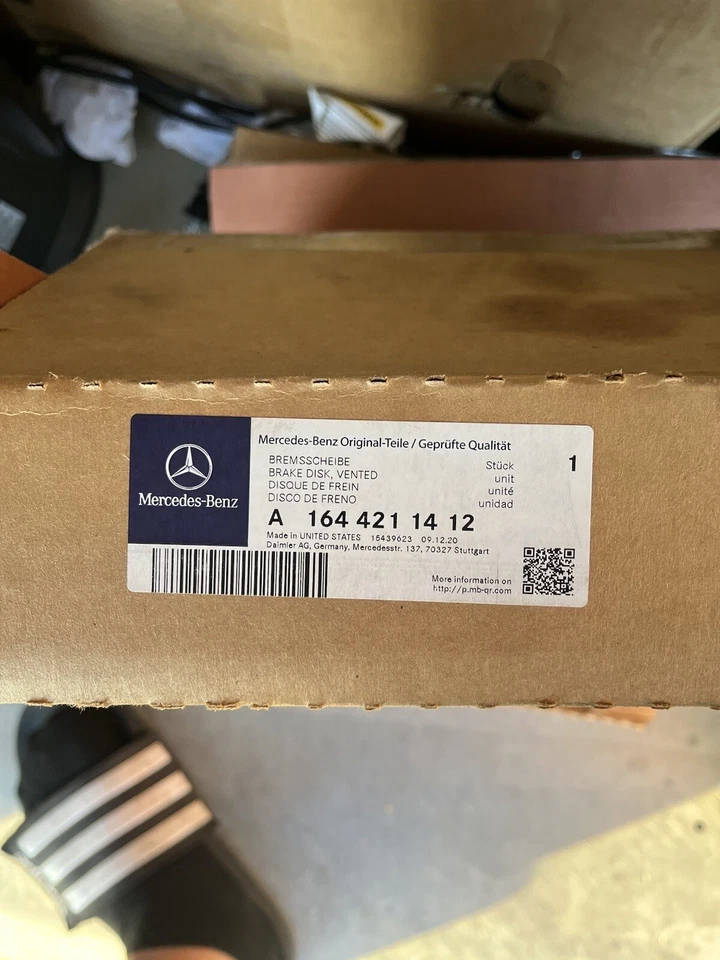 Mercedes-Benz
Mercedes-Benz Original-Teile / Geprüfte Qualität
BREMSSCHEIBE
BRAKE DISK, VENTED
DISQUE DE FREIN
DISCO DE FRENO
Stück
unit
unité
unidad
1
A 164 421 14 12
Made in UNITED STATES 15439623 09.12.20
Daimler AG, Germany, Mercedesstr. 137, 70327 Stuttgart
More information on
http://p.mb-qr.com